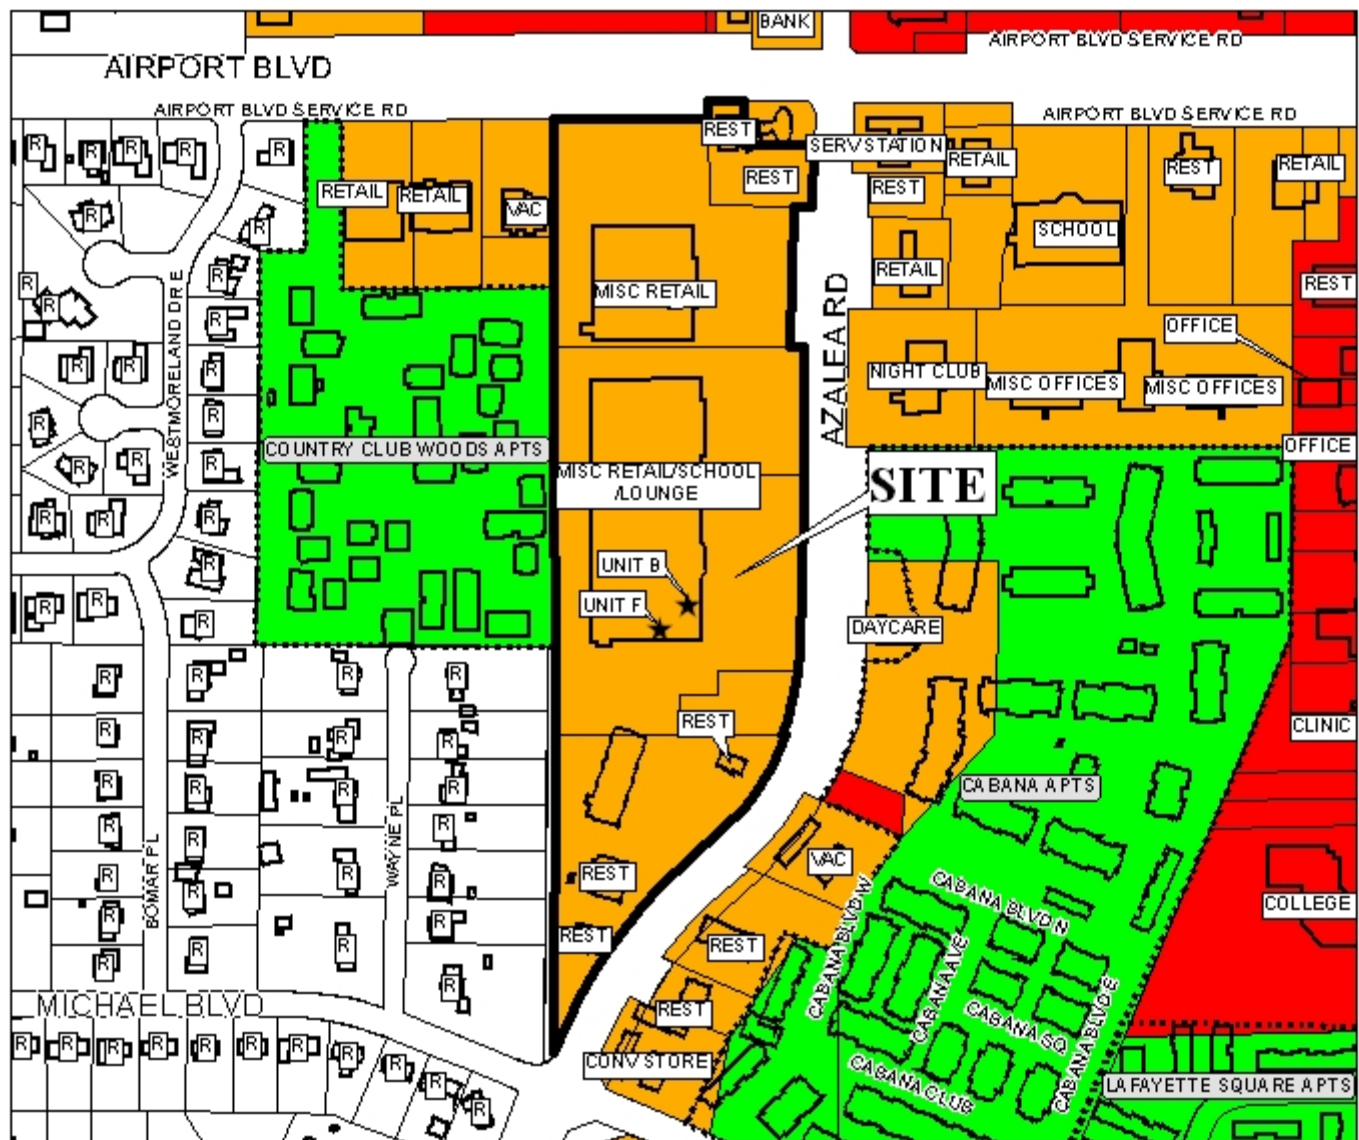 BANK
AIRPORT BLVD SERVICE RD
AIRPORT BLVD
AIRPORT BLVD SERVICE RD
AIRPORT BLVD SERVICE RD
R
R
R
R
R
REST
SERV STATION
RETAIL
REST
RETAIL
REST
REST
RETAIL
RETAIL
VAC
R
R
SCHOOL
R
R
R
RETAIL
REST
MISC RETAIL
R
OFFICE
WESTMORELAND DR E
AZALEA RD
R
R
R
NIGHT CLUB
MISC OFFICES
MISC OFFICES
R
R
COUNTRY CLUB WOODS APTS
OFFICE
R
R
R
MISC RETAIL/SCHOOL
/LOUNGE
SITE
R
R
R
R
UNIT B
R
R
UNIT F
R
DAYCARE
R
R
R
R
REST
CLINIC
R
R
R
R
CABANA APTS
R
R
R
R
R
R
R
VAC
WAYNE PL
BOMAR PL
R
R
REST
R
R
CABANA BLVD N
COLLEGE
CABANA BLVD W
R
R
REST
REST
R
R
R
CABANA AVE
R
MICHAEL BLVD
REST
CABANA SQ
CABANA BLVD E
R
R
R
R
R
R
R
R
R
CONV STORE
CABANA CLUB
LAFAYETTE SQUARE APTS
R
R